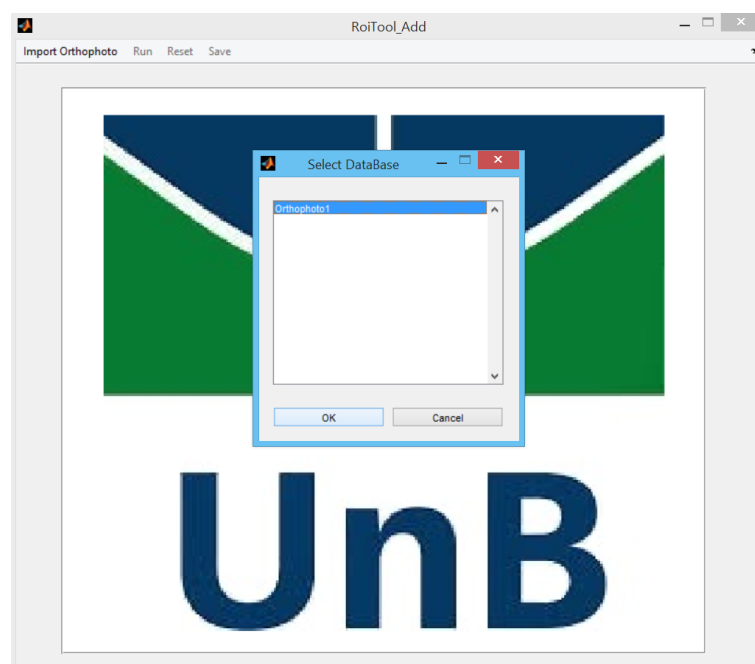 RoiTool_Add
Import Orthophoto Run Reset Save
Select DataBase
Orthophoto1
OK Cancel
UnB